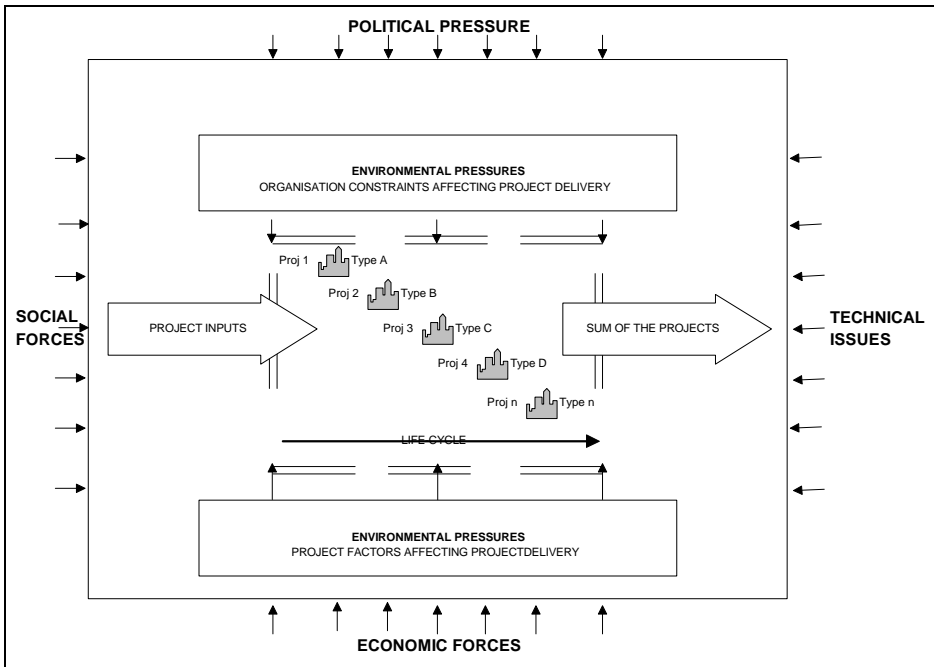 POLITICAL PRESSURE
ENVIRONMENTAL PRESSURES
ORGANISATION CONSTRAINTS AFFECTING PROJECT DELIVERY
Proj 1 Type A
Proj 2 Type B
SOCIAL
FORCES
PROJECT INPUTS
Proj 3 Type C
SUM OF THE PROJECTS
TECHNICAL
ISSUES
Proj 4 Type D
Proj n Type n
LIFE CYCLE
ENVIRONMENTAL PRESSURES
PROJECT FACTORS AFFECTING PROJECTDELIVERY
ECONOMIC FORCES